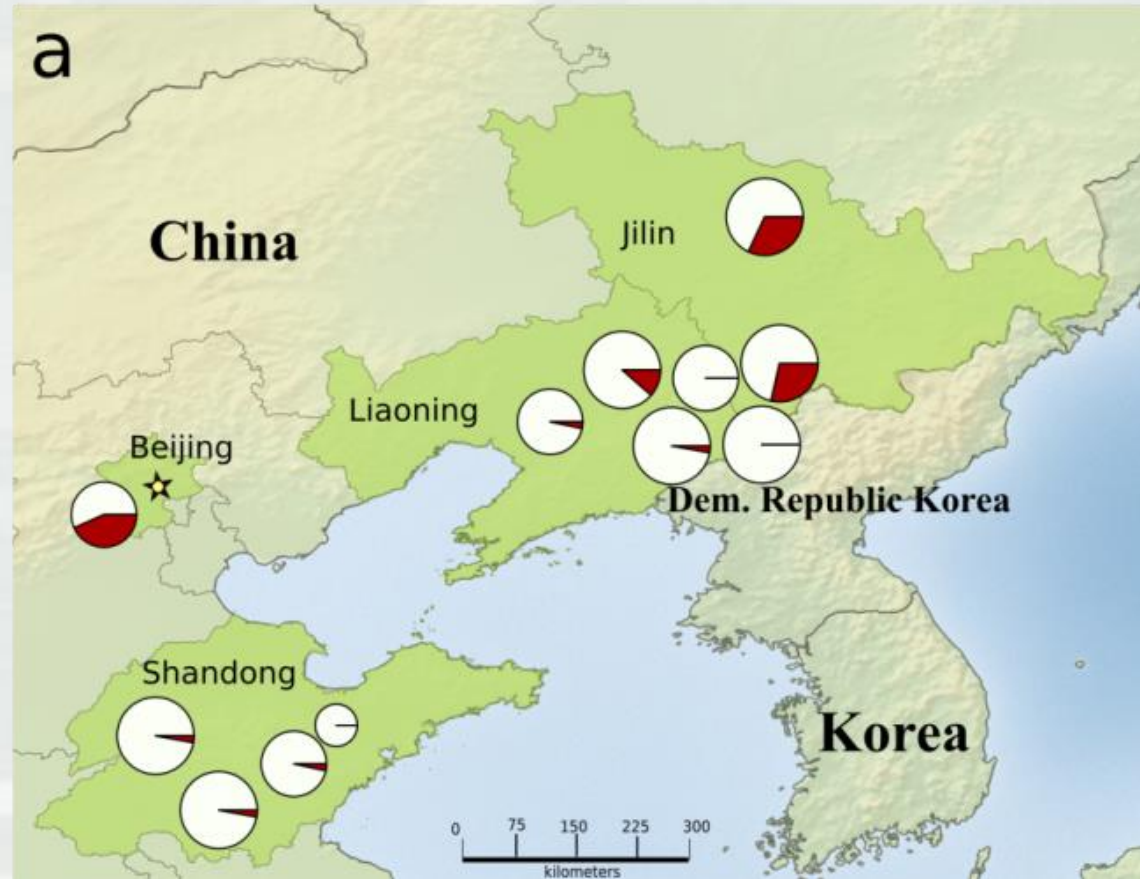 a
China
Jilin
Liaoning
Beijing
Dem. Republic Korea
Shandong
Korea
0 75 150 225 300
kilometers